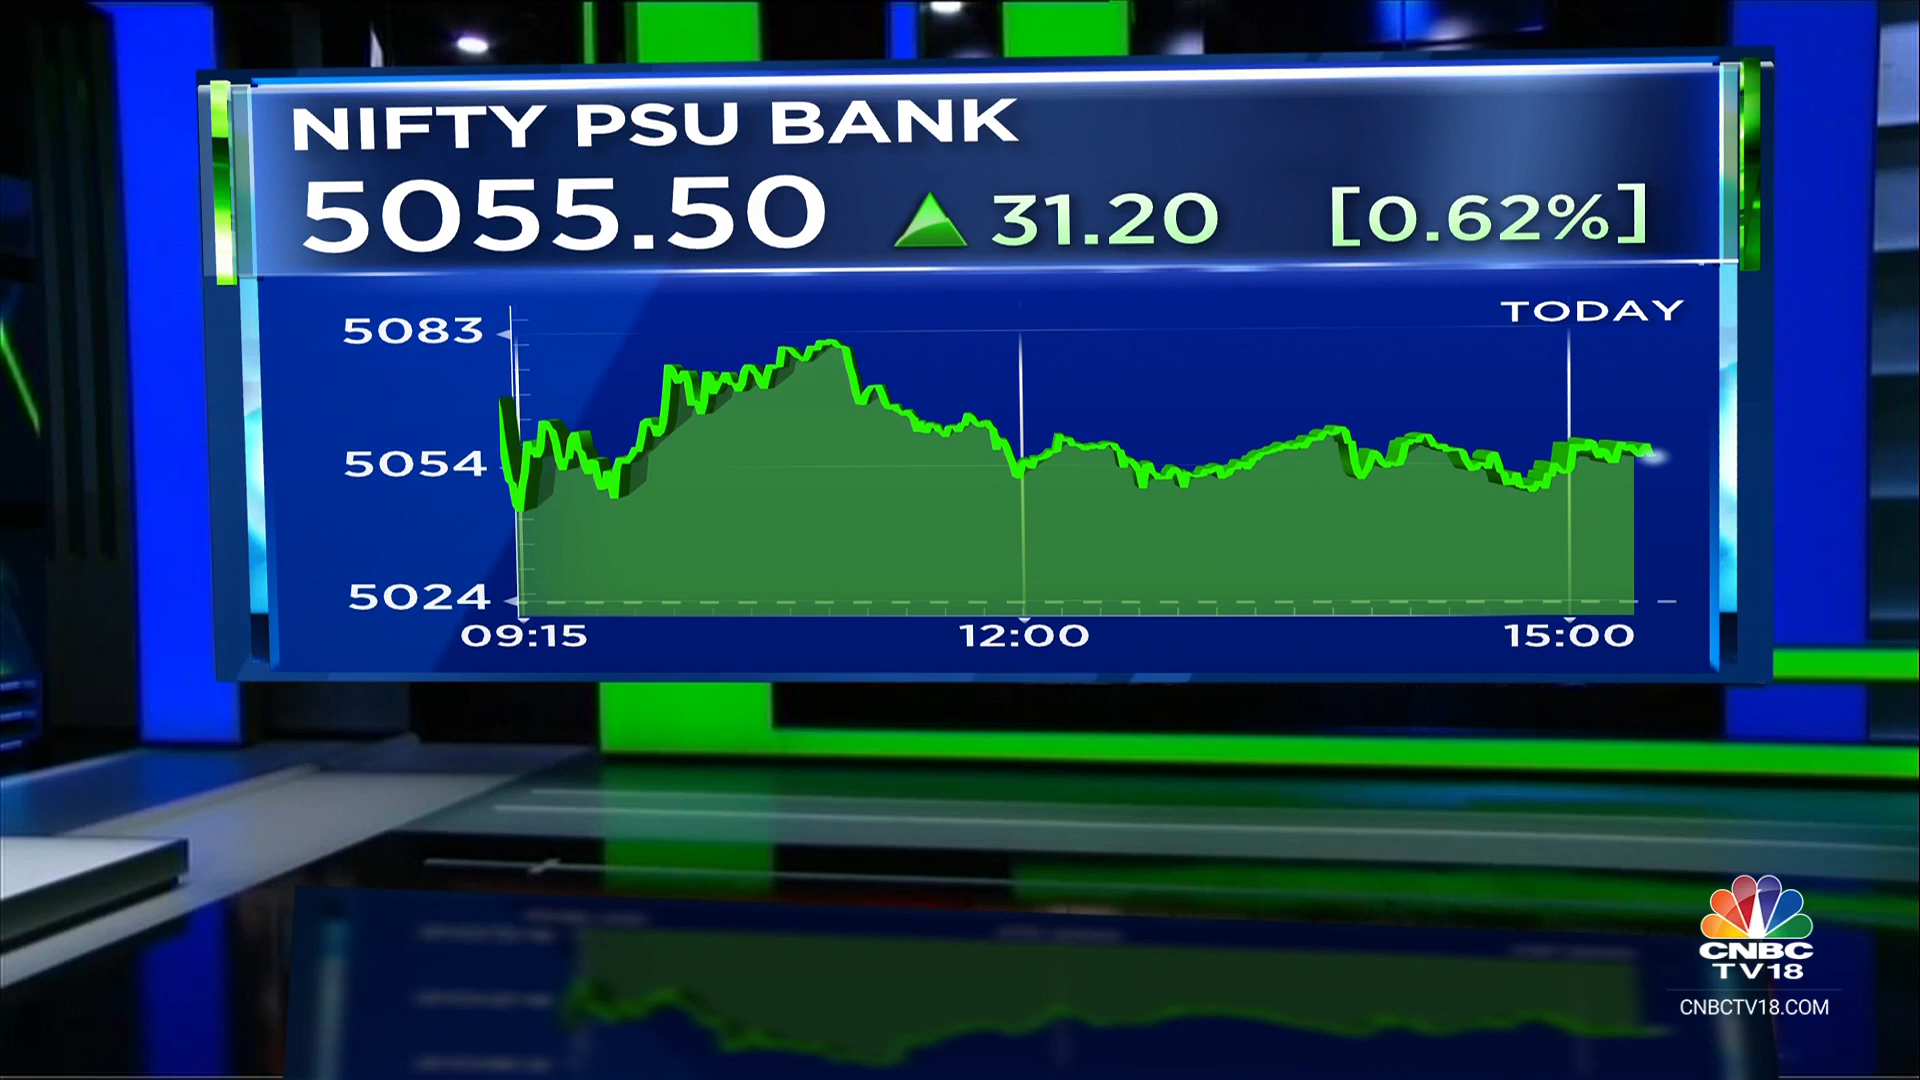 NIFTY PSU BANK
5055.50 ▲ 31.20 [0.62%]
TODAY
5083
5054
5024
09:15 12:00 15:00
CNBC
TV18
CNBCTV18.COM